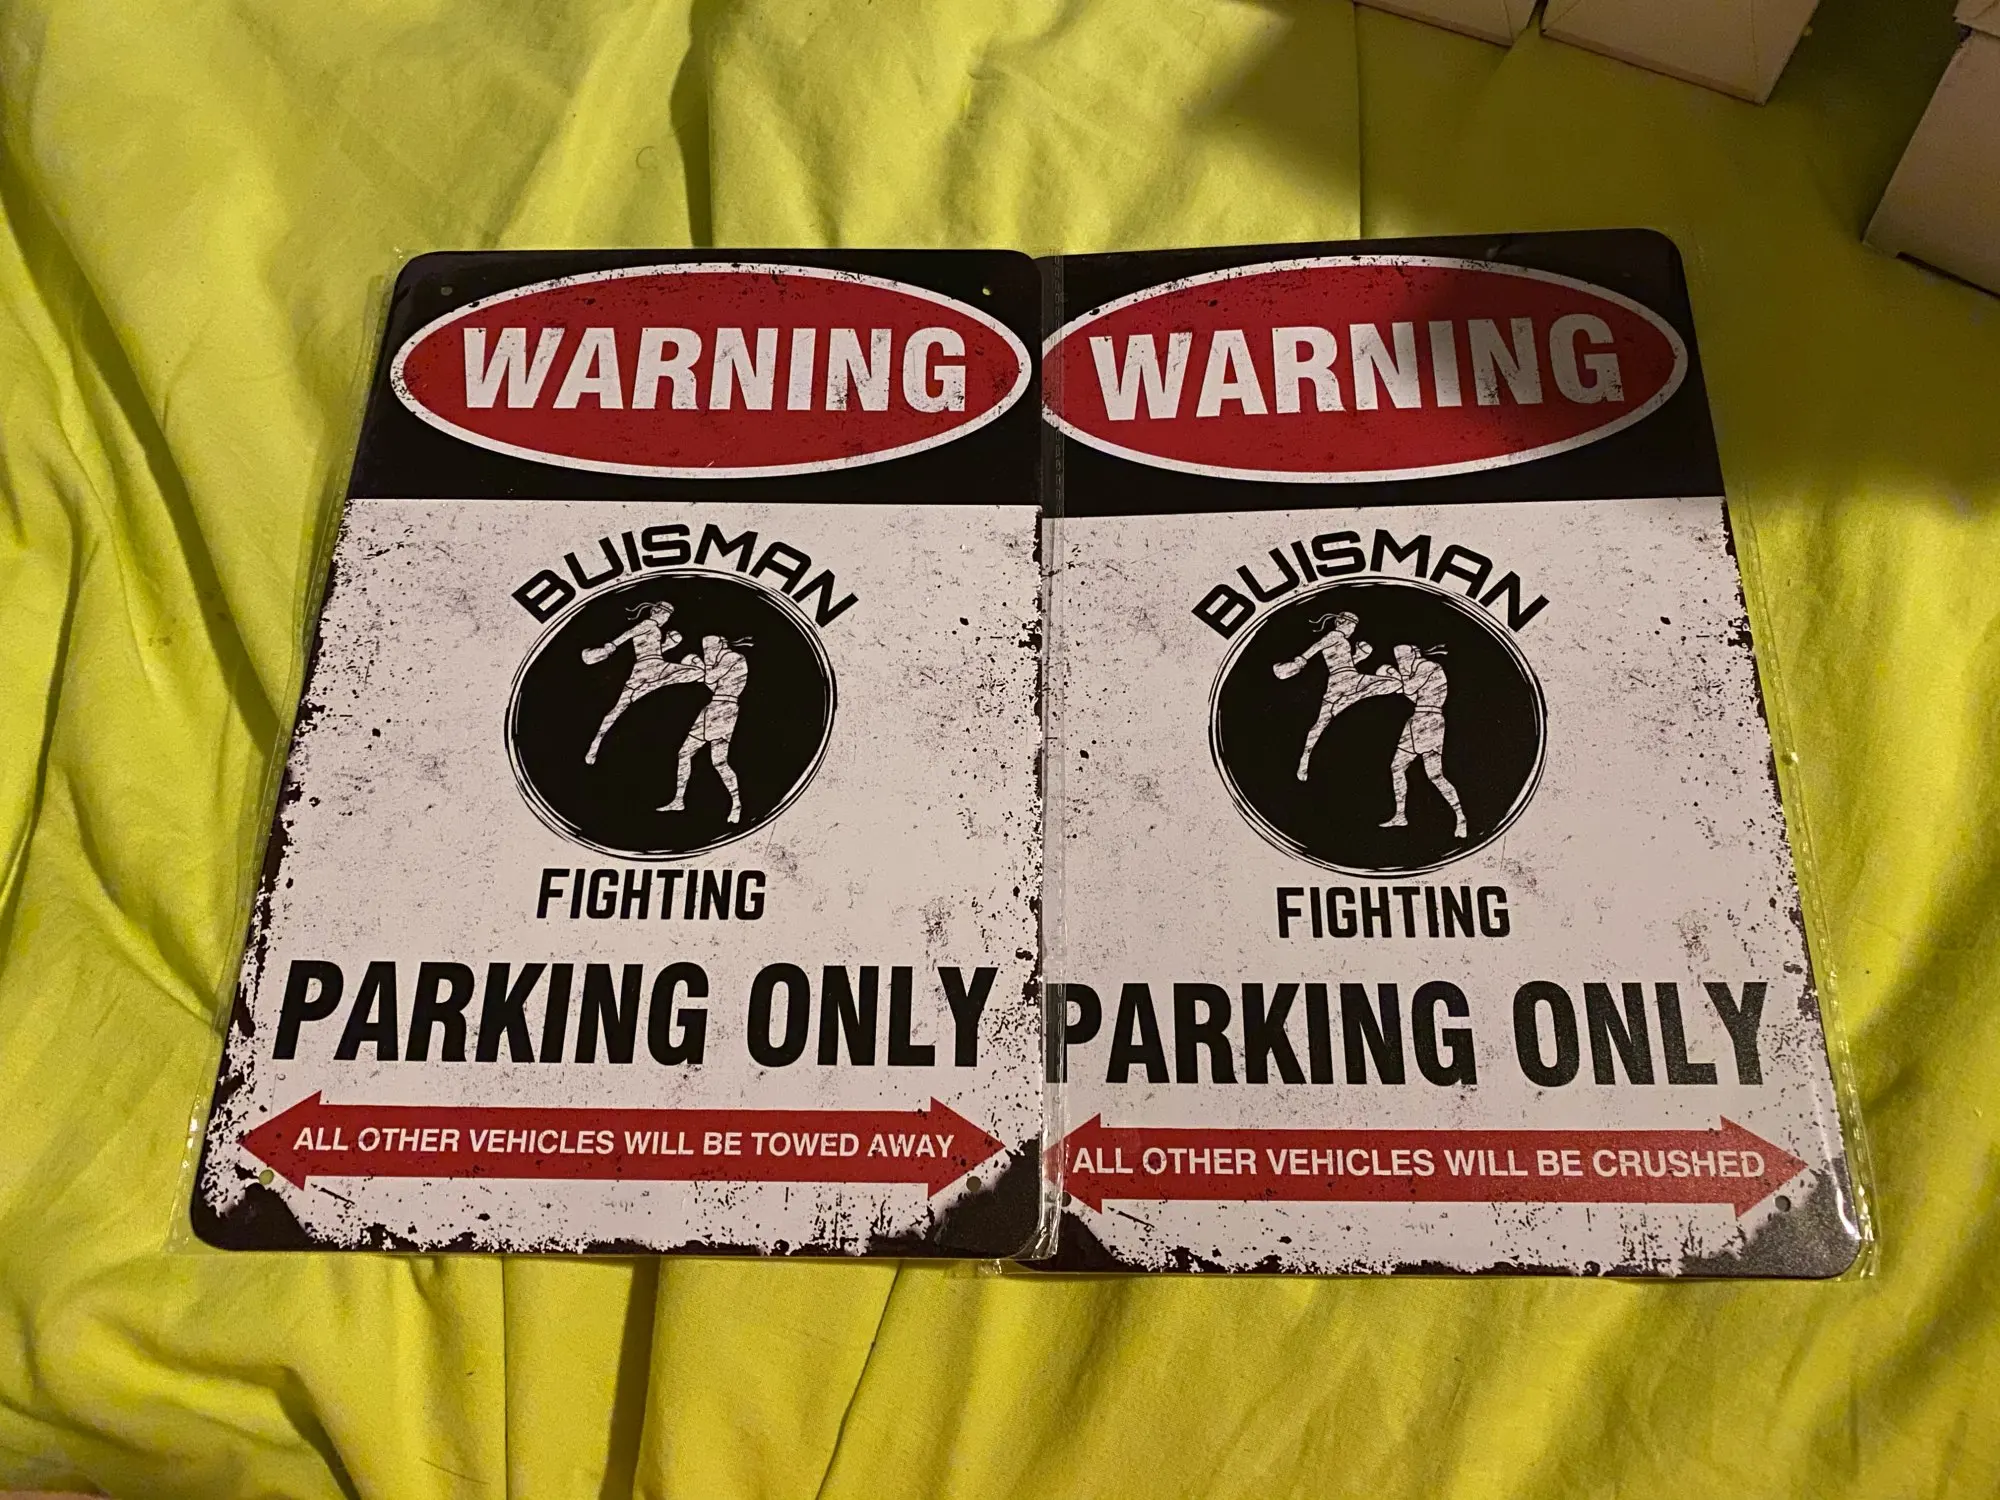 WARNING
BUISMAN
FIGHTING
PARKING ONLY
ALL OTHER VEHICLES WILL BE TOWED AWAY
WARNING
BUISMAN
FIGHTING
PARKING ONLY
ALL OTHER VEHICLES WILL BE CRUSHED